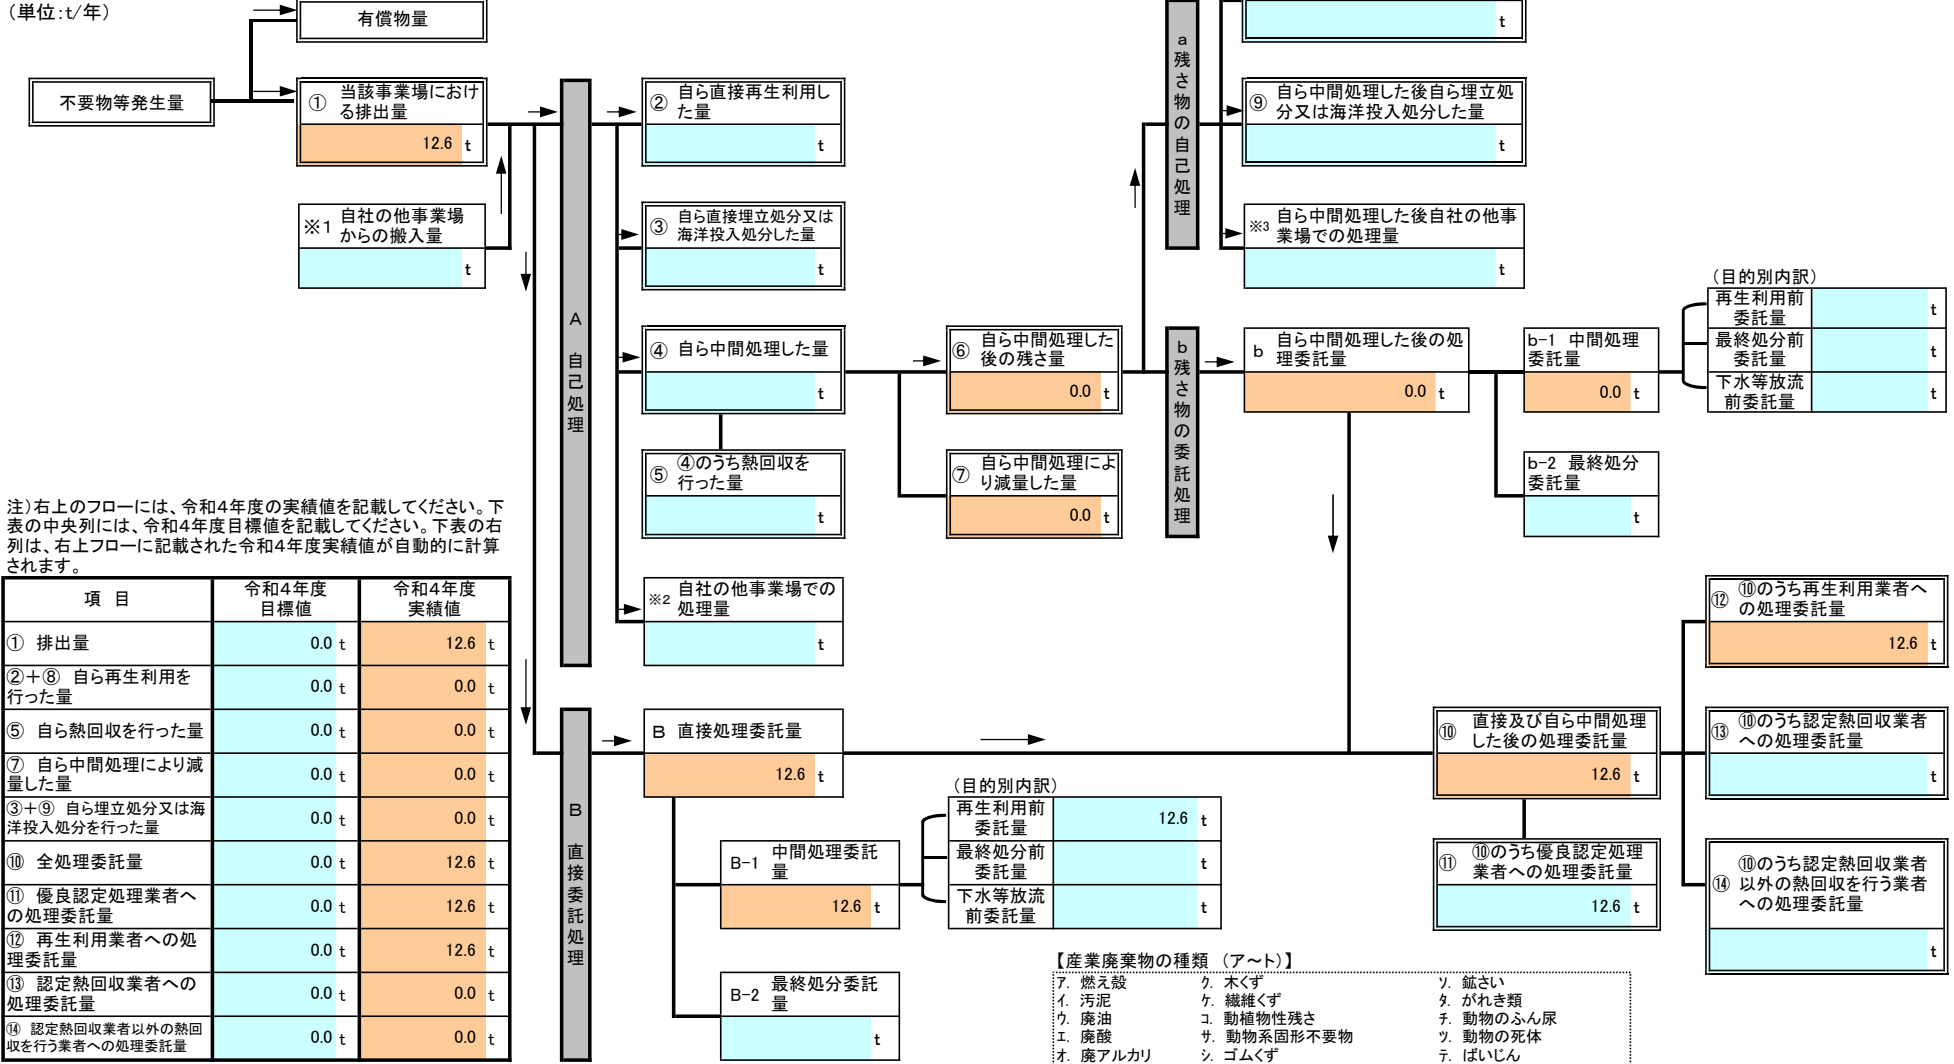 (単位:t/年)
有償物量
不要物等発生量
① 当該事業場におけ
る排出量
12.6 t
※1 自社の他事業場
からの搬入量
t
A 自己処理
② 自ら直接再生利用し
た量
t
③ 自ら直接埋立処分又は
海洋投入処分した量
t
④ 自ら中間処理した量
t
⑤ ④のうち熱回収を
行った量
t
※2 自社の他事業場での
処理量
t
⑥ 自ら中間処理した
後の残さ量
0.0 t
⑦ 自ら中間処理によ
り減量した量
0.0 t
a 残さ物の自己処理
t
⑨ 自ら中間処理した後自ら埋立処
分又は海洋投入処分した量
t
※3 自ら中間処理した後自社の他事
業場での処理量
t
b 残さ物の委託処理
b 自ら中間処理した後の処
理委託量
0.0 t
b-1 中間処理
委託量
0.0 t
b-2 最終処分
委託量
t
(目的別内訳)
再生利用前
委託量
t
最終処分前
委託量
t
下水等放流
前委託量
t
注)右上のフローには、令和4年度の実績値を記載してください。下
表の中央列には、令和4年度目標値を記載してください。下表の右
列は、右上フローに記載された令和4年度実績値が自動的に計算
されます。
項 目 令和4年度 目標値 令和4年度 実績値
① 排出量 0.0 t 12.6 t
②+⑧ 自ら再生利用を
行った量 0.0 t 0.0 t
⑤ 自ら熱回収を行った量 0.0 t 0.0 t
⑦ 自ら中間処理により減
量した量 0.0 t 0.0 t
③+⑨ 自ら埋立処分又は海
洋投入処分を行った量 0.0 t 0.0 t
⑩ 全処理委託量 0.0 t 12.6 t
⑪ 優良認定処理業者へ
の処理委託量 0.0 t 12.6 t
⑫ 再生利用業者への処
理委託量 0.0 t 12.6 t
⑬ 認定熱回収業者への
処理委託量 0.0 t 0.0 t
⑭ 認定熱回収業者以外の熱回
収を行う業者への処理委託量 0.0 t 0.0 t
B 直接委託処理
B 直接処理委託量
12.6 t
B-1 中間処理委託
量
12.6 t
B-2 最終処分委託
量
t
(目的別内訳)
再生利用前
委託量
12.6 t
最終処分前
委託量
t
下水等放流
前委託量
t
⑩ 直接及び自ら中間処理
した後の処理委託量
12.6 t
⑪ ⑩のうち優良認定処理
業者への処理委託量
12.6 t
⑫ ⑩のうち再生利用業者へ
の処理委託量
12.6 t
⑬ ⑩のうち認定熱回収業者
への処理委託量
t
⑭ ⑩のうち認定熱回収業者
以外の熱回収を行う業者
への処理委託量
t
【産業廃棄物の種類 (ア~ト)】
ア. 燃え殻 ク. 木くず ソ. 鉱さい
イ. 汚泥 ケ. 繊維くず タ. がれき類
ウ. 廃油 コ. 動植物性残さ チ. 動物のふん尿
エ. 廃酸 サ. 動物系固形不要物 ツ. 動物の死体
オ. 廃アルカリ シ. ゴムくず テ. ばいじん